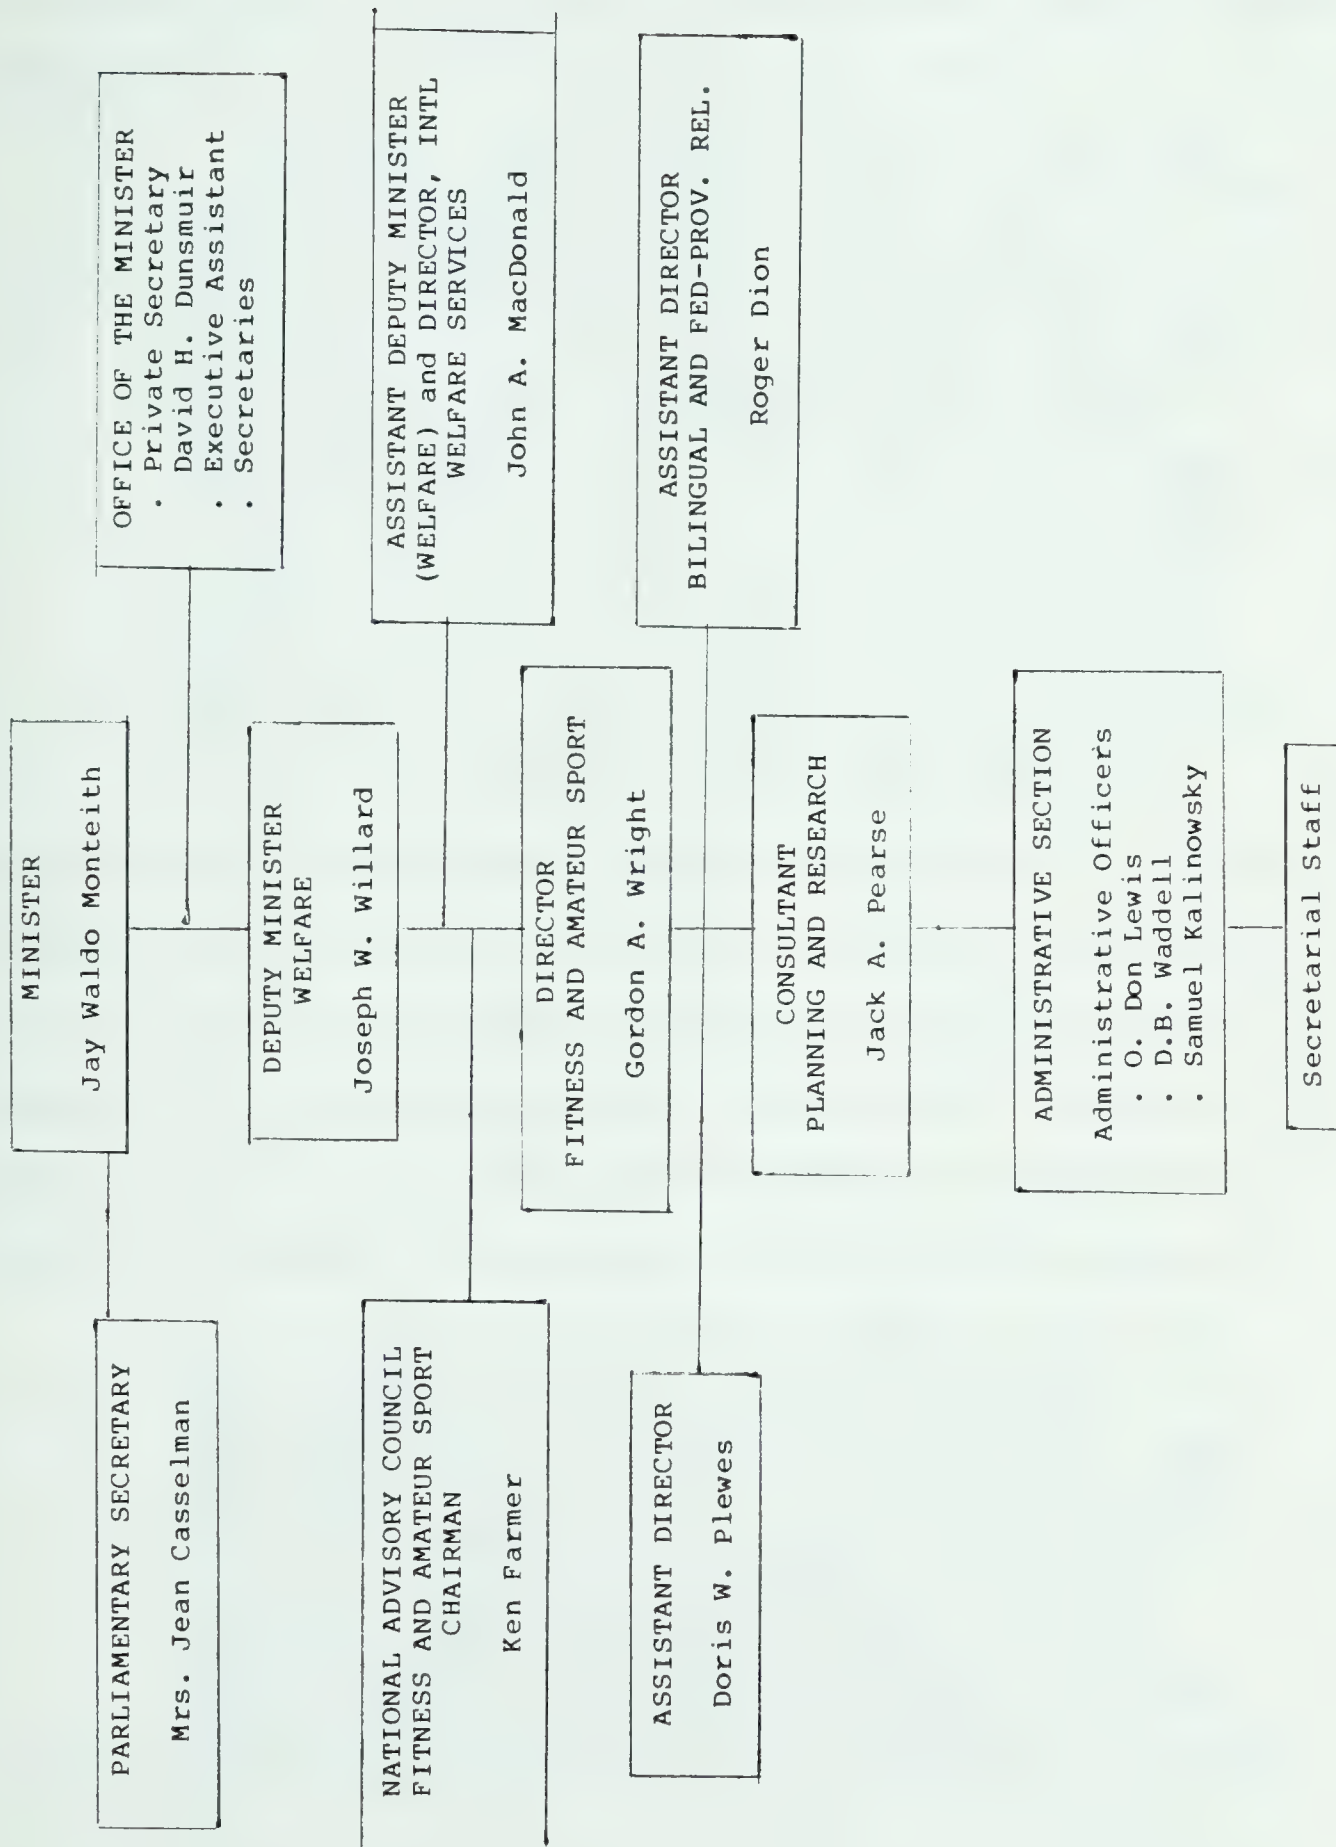 MINISTER
Jay Waldo Monteith
PARLIAMENTARY SECRETARY
Mrs. Jean Casselman
OFFICE OF THE MINISTER
· Private Secretary
David H. Dunsmuir
· Executive Assistant
· Secretaries
DEPUTY MINISTER
WELFARE
Joseph W. Willard
NATIONAL ADVISORY COUNCIL
FITNESS AND AMATEUR SPORT
CHAIRMAN
Ken Farmer
ASSISTANT DEPUTY MINISTER
(WELFARE) and DIRECTOR, INTL
WELFARE SERVICES
John A. MacDonald
DIRECTOR
FITNESS AND AMATEUR SPORT
Gordon A. Wright
ASSISTANT DIRECTOR
Doris W. Plewes
ASSISTANT DIRECTOR
BILINGUAL AND FED-PROV. REL.
Roger Dion
CONSULTANT
PLANNING AND RESEARCH
Jack A. Pearse
ADMINISTRATIVE SECTION
Administrative Officers
· O. Don Lewis
· D.B. Waddell
· Samuel Kalinowsky
Secretarial Staff